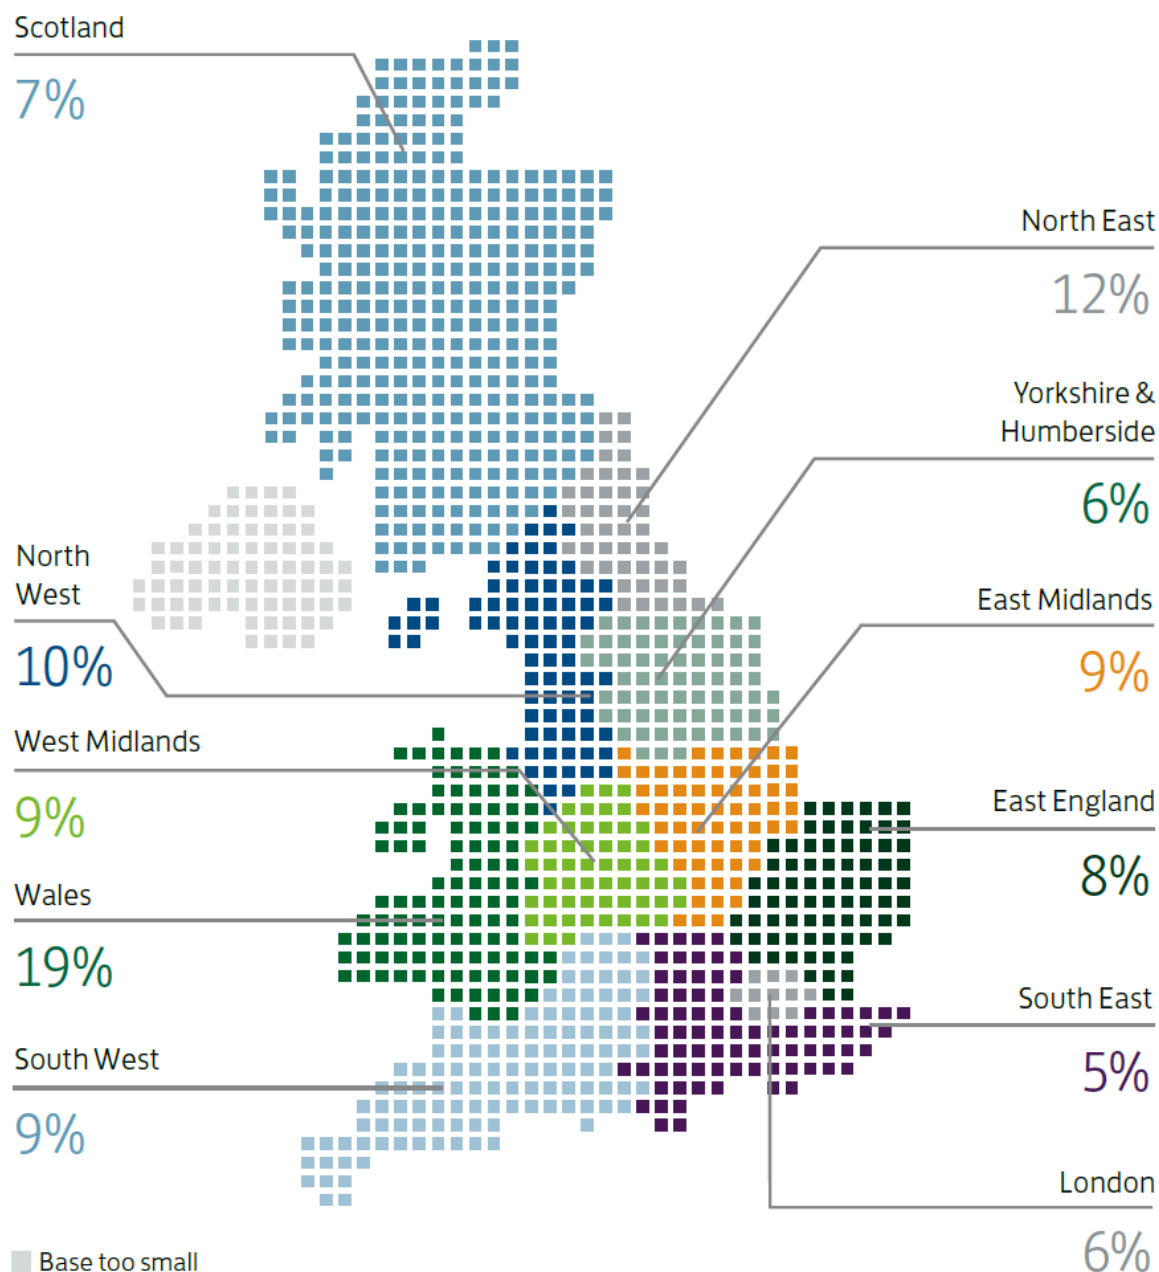 Scotland
7%
North East
12%
Yorkshire &
Humberside
6%
North
West
10%
East Midlands
9%
West Midlands
9%
East England
8%
Wales
19%
South East
5%
South West
9%
London
6%
Base too small